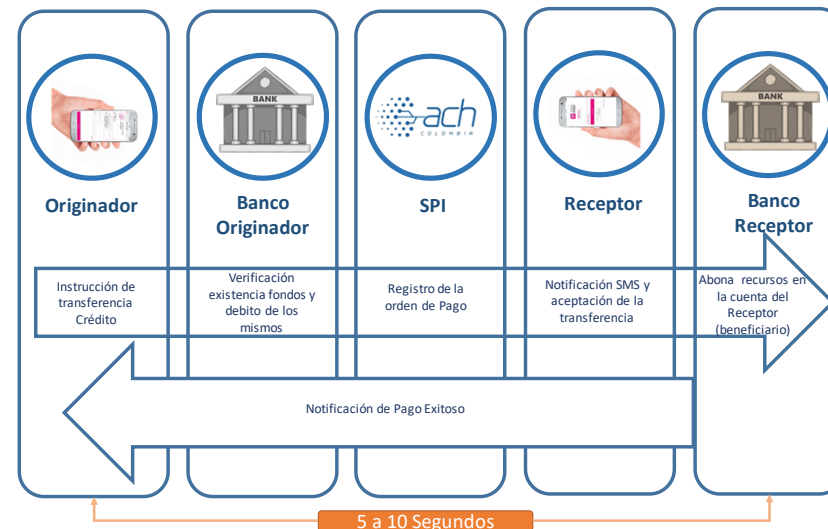 BANK
ach
COLOMBIA
BANK
Originador
Banco
Originador
SPI
Receptor
Banco
Receptor
Instrucción de
transferencia
Crédito
Verificación
existencia fondos y
debito de los
mismos
Registro de la
orden de Pago
Notificación SMS y
aceptación de la
transferencia
Abona recursos en
la cuenta del
Receptor
(beneficiario)
Notificación de Pago Exitoso
5 a 10 Segundos